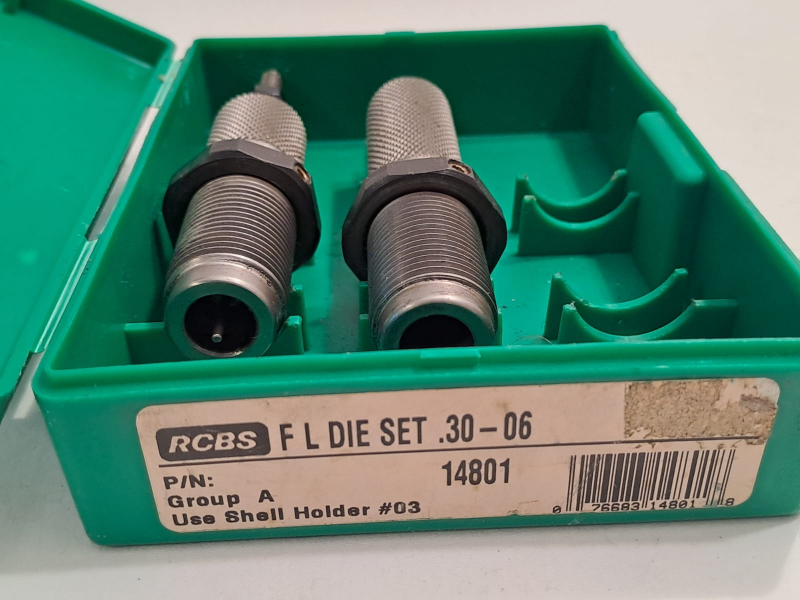 RCBS F L DIE SET .30-06
P/N: 14801
Group A
Use Shell Holder #03
0 76683 14801 8